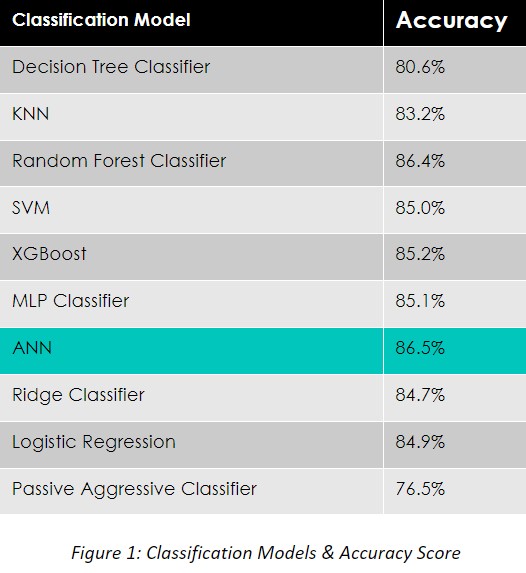 Classification Model Accuracy
Decision Tree Classifier 80.6%
KNN 83.2%
Random Forest Classifier 86.4%
SVM 85.0%
XGBoost 85.2%
MLP Classifier 85.1%
ANN 86.5%
Ridge Classifier 84.7%
Logistic Regression 84.9%
Passive Aggressive Classifier 76.5%
Figure 1: Classification Models & Accuracy Score